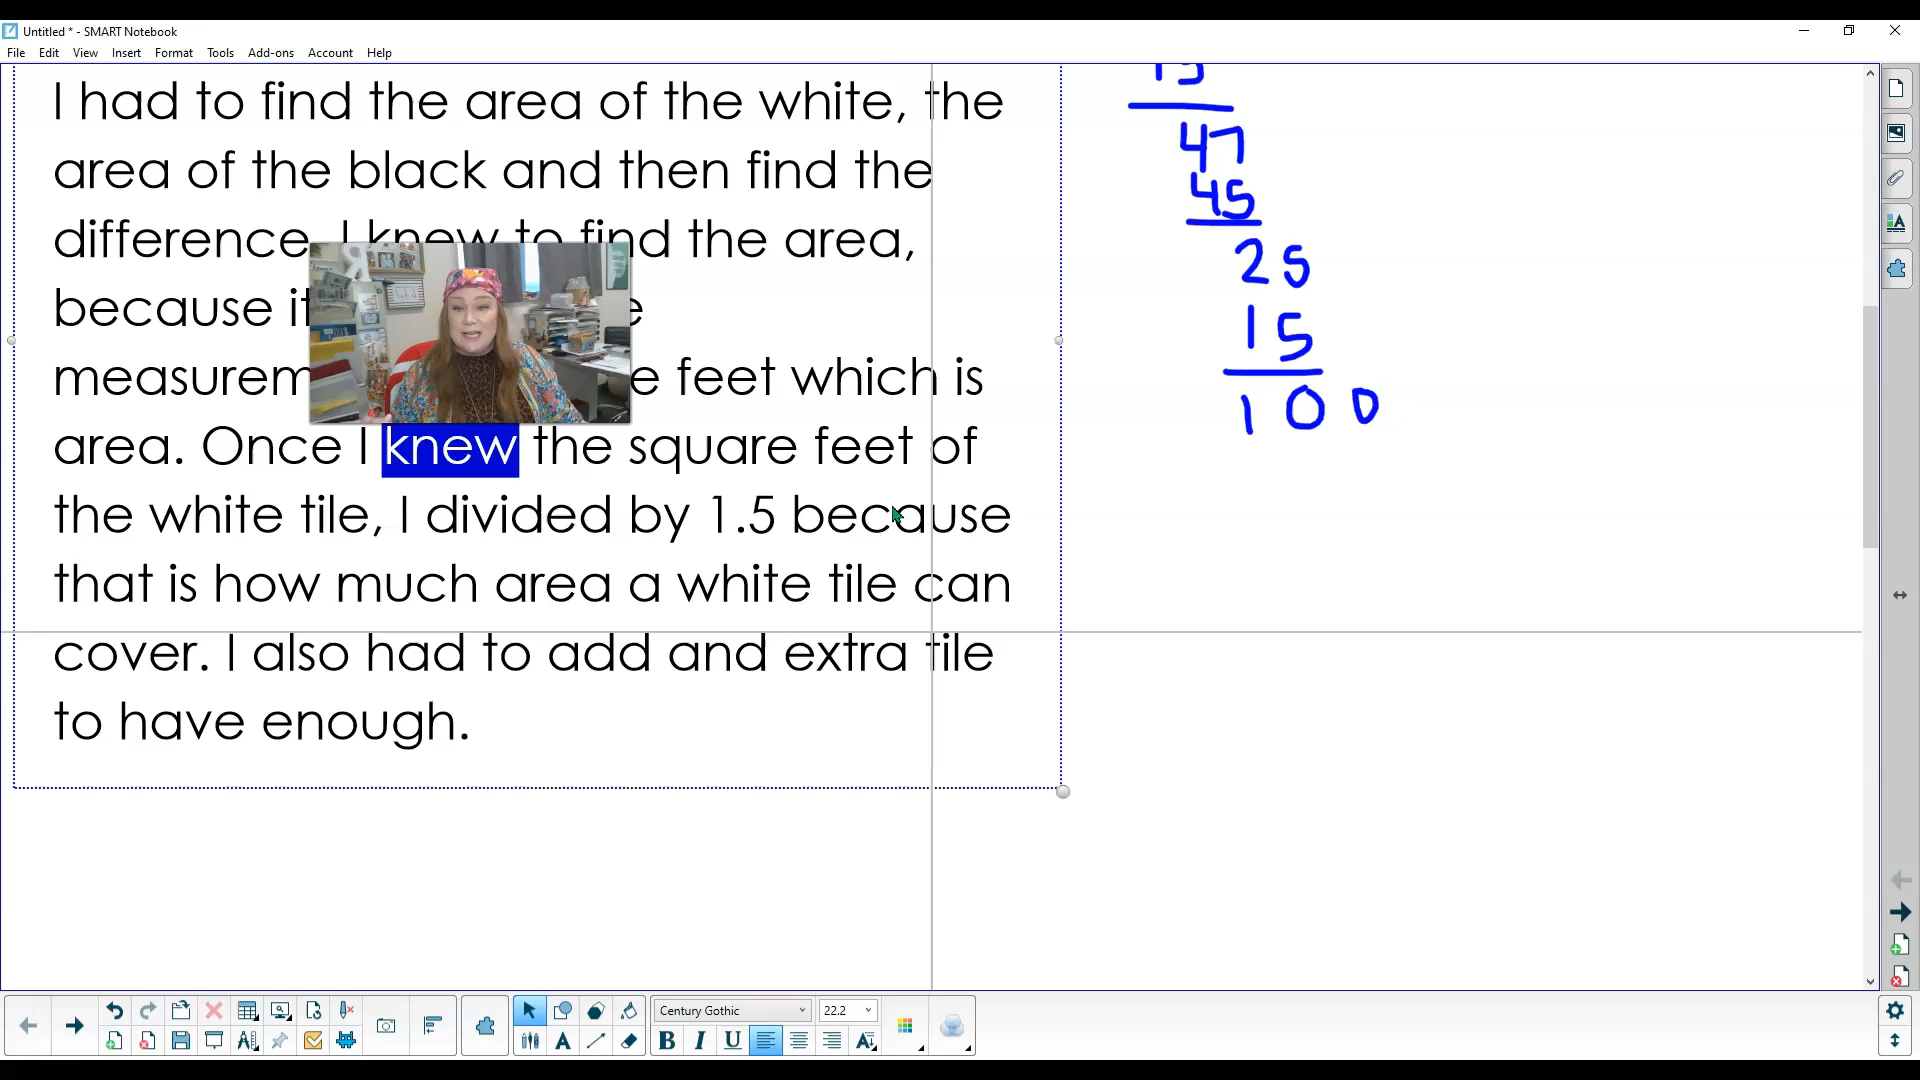 Untitled * - SMART Notebook
File Edit View Insert Format Tools Add-ons Account Help
I had to find the area of the white, the
area of the black and then find the
difference. I knew to find the area,
because
feet which is
area. Once I knew the square feet of
the white tile, I divided by 1.5 because
that is how much area a white tile can
cover. I also had to add and extra tile
to have enough.
15
47
45
25
15
100
Century Gothic 22.2
B I U A